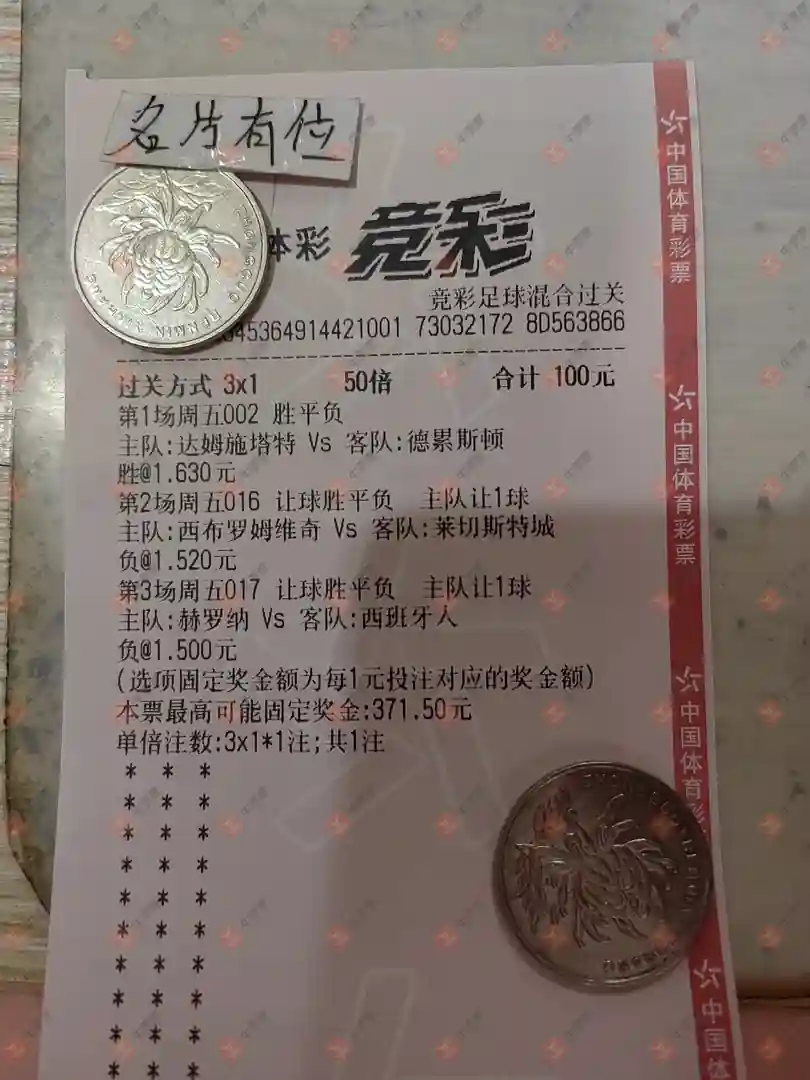 名片有位
体彩 竞彩
竞彩足球混合过关
45364914421001 73032172 8D563866
过关方式 3x1 50倍 合计 100元
第1场周五002 胜平负
主队:达姆施塔特 Vs 客队:德累斯顿
胜@1.630元
第2场周五016 让球胜平负 主队让1球
主队:西布罗姆维奇 Vs 客队:莱切斯特城
负@1.520元
第3场周五017 让球胜平负 主队让1球
主队:赫罗纳 Vs 客队:西班牙人
负@1.500元
(选项固定奖金额为每1元投注对应的奖金额)
本票最高可能固定奖金:371.50元
单倍注数:3x1*1注;共1注
* * *
* * *
* * *
* * *
* * *
* * *
* * *
* * *
* * *
* * *
中国体育彩票
中国体育彩票
中国体育彩
中国体